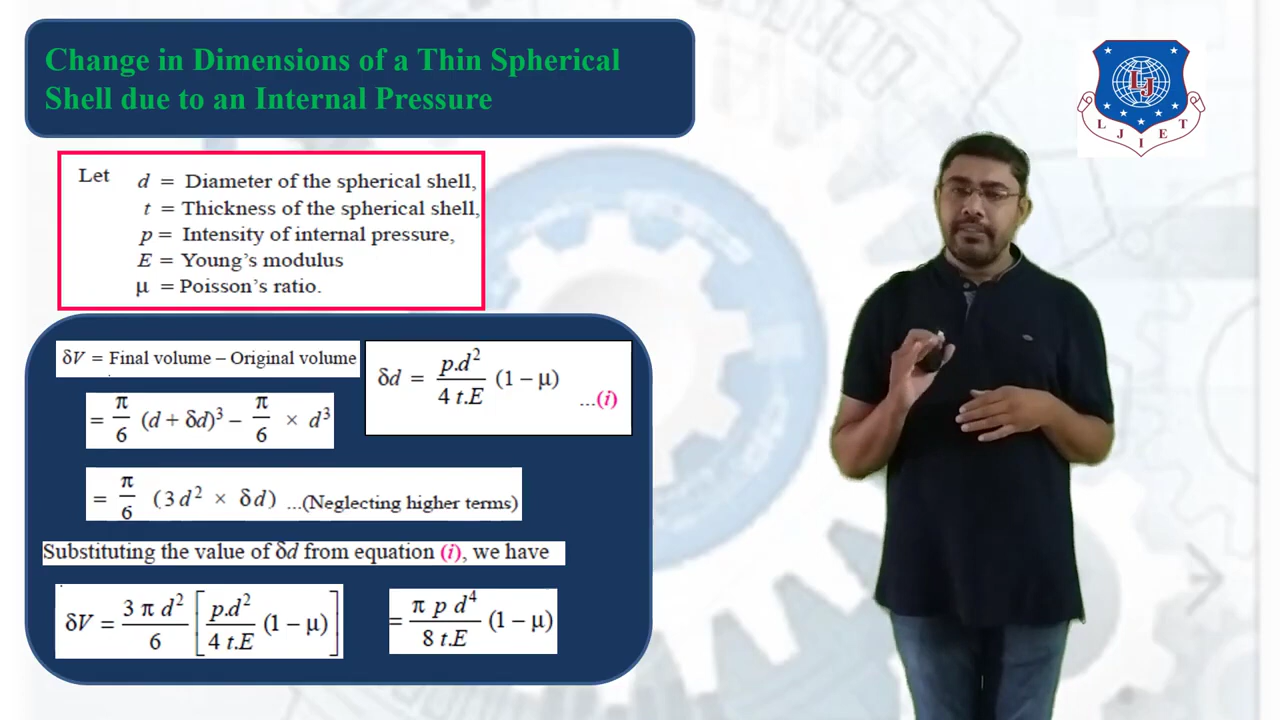 Change in Dimensions of a Thin Spherical
Shell due to an Internal Pressure
Let d = Diameter of the spherical shell,
t = Thickness of the spherical shell,
p = Intensity of internal pressure,
E = Young's modulus
μ = Poisson's ratio.
δV = Final volume – Original volume
= π/6 (d + δd)³ – π/6 × d³
δd = p.d²/4 t.E (1 – μ) ...(i)
= π/6 (3d² × δd) ...(Neglecting higher terms)
Substituting the value of δd from equation (i), we have
δV = 3 π d²/6 [p.d²/4 t.E (1 – μ)] = π p d⁴/8 t.E (1 – μ)
LJ
LJIET